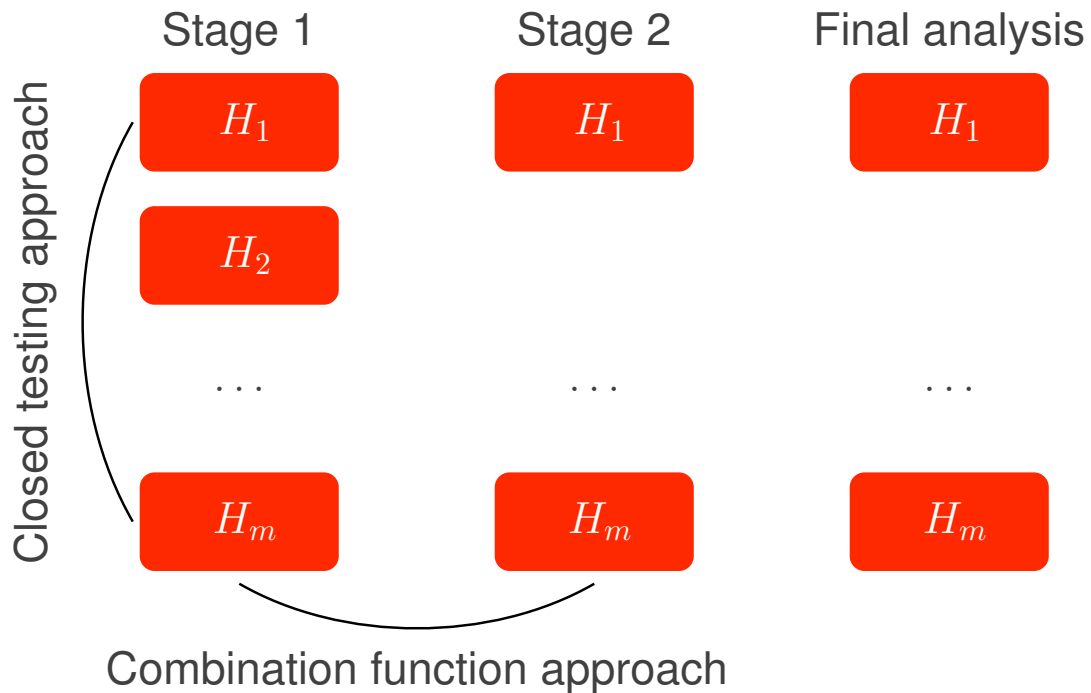 Stage 1 Stage 2 Final analysis
Closed testing approach
H₁ H₁ H₁
H₂
... ... ...
Hₘ Hₘ Hₘ
Combination function approach